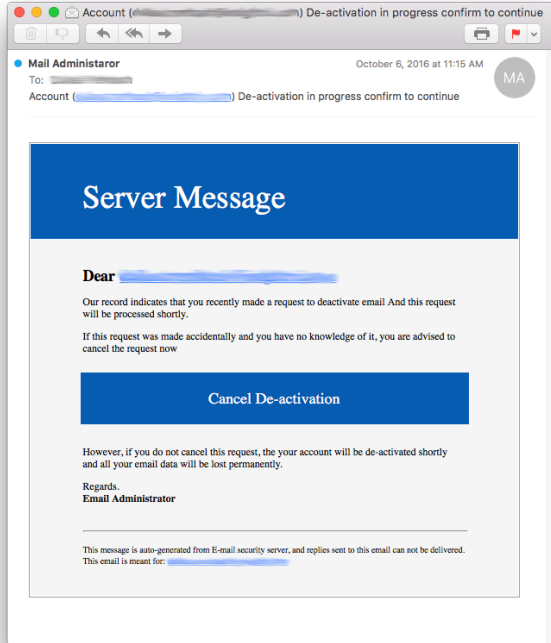 Account (              ) De-activation in progress confirm to continue
Mail Administaror
October 6, 2016 at 11:15 AM
MA
To:
Account (              ) De-activation in progress confirm to continue
Server Message
Dear
Our record indicates that you recently made a request to deactivate email And this request
will be processed shortly.
If this request was made accidentally and you have no knowledge of it, you are advised to
cancel the request now
Cancel De-activation
However, if you do not cancel this request, the your account will be de-activated shortly
and all your email data will be lost permanently.
Regards.
Email Administrator
This message is auto-generated from E-mail security server, and replies sent to this email can not be delivered.
This email is meant for: